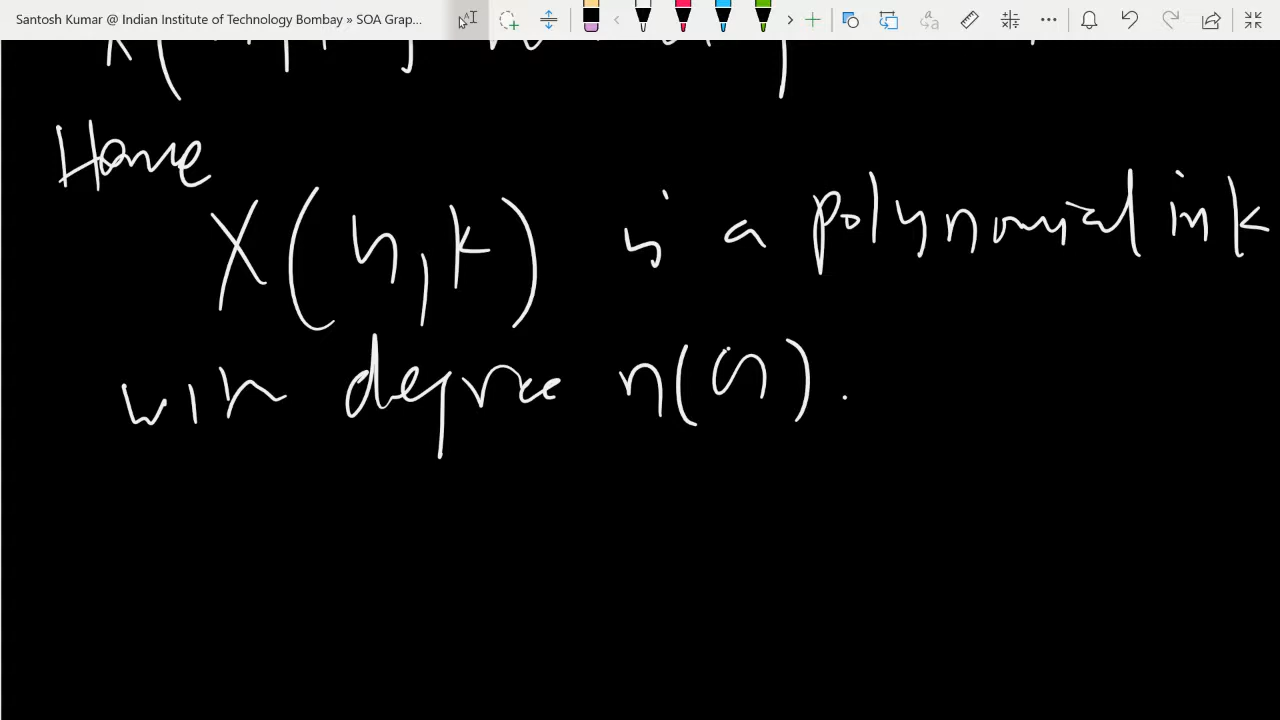 Santosh Kumar @ Indian Institute of Technology Bombay » SOA Grap...
Hence
X(G,k) is a polynomial in k
with degree n(G).